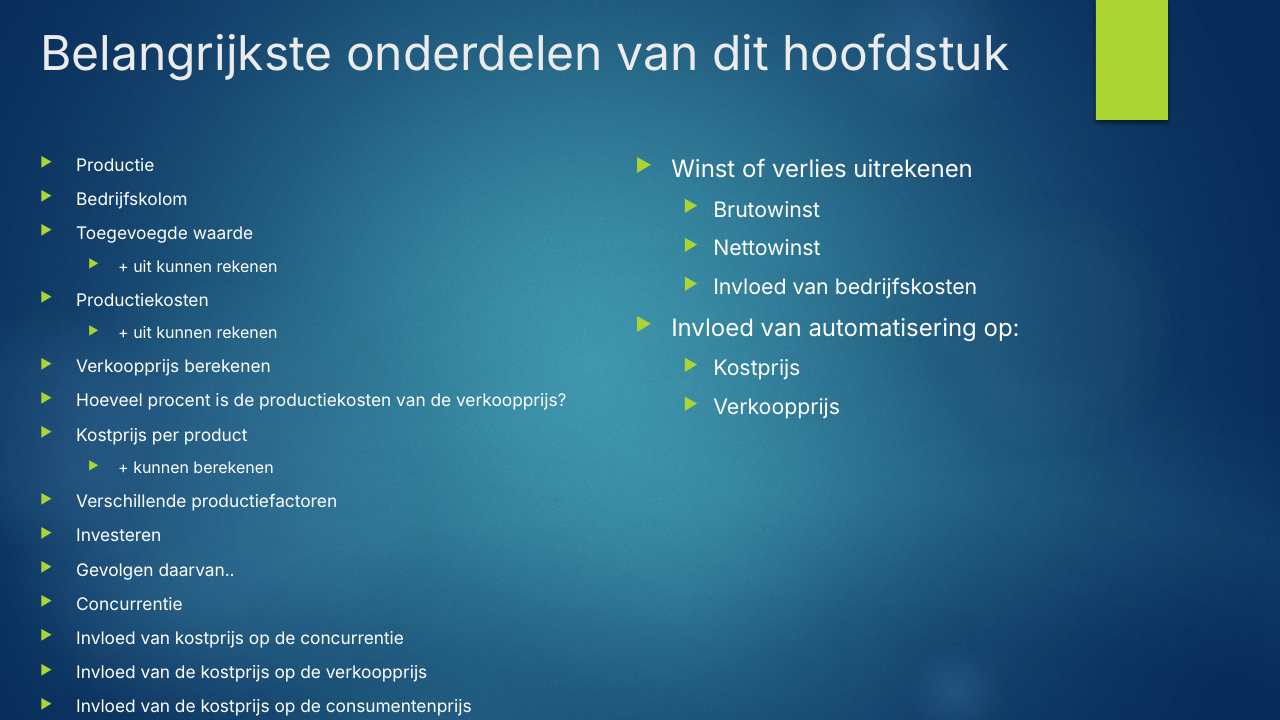 Belangrijkste onderdelen van dit hoofdstuk
Productie
Bedrijfskolom
Toegevoegde waarde
+ uit kunnen rekenen
Productiekosten
+ uit kunnen rekenen
Verkoopprijs berekenen
Hoeveel procent is de productiekosten van de verkoopprijs?
Kostprijs per product
+ kunnen berekenen
Verschillende productiefactoren
Investeren
Gevolgen daarvan..
Concurrentie
Invloed van kostprijs op de concurrentie
Invloed van de kostprijs op de verkoopprijs
Invloed van de kostprijs op de consumentenprijs
Winst of verlies uitrekenen
Brutowinst
Nettowinst
Invloed van bedrijfskosten
Invloed van automatisering op:
Kostprijs
Verkoopprijs